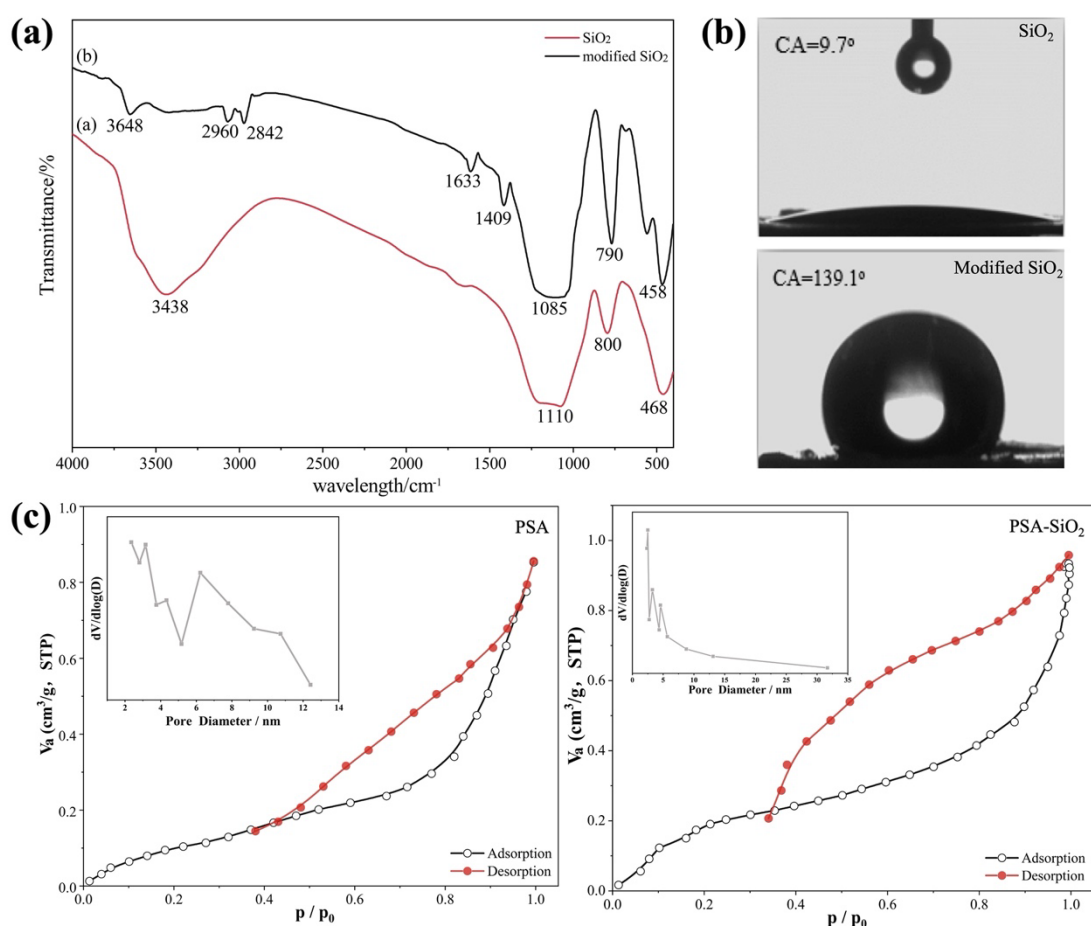 (a)
SiO₂
modified SiO₂
(b)
(a)
3648
2960
2842
1633
1409
1085
790
458
3438
1110
800
468
Transmittance/%
4000
3500
3000
2500
2000
1500
1000
500
wavelength/cm⁻¹
(b)
CA=9.7°
SiO₂
CA=139.1°
Modified SiO₂
(c)
PSA
dV/dlog(D)
2
4
6
8
10
12
14
Pore Diameter / nm
Va (cm³/g, STP)
1.0
0.8
0.6
0.4
0.2
0.0
Adsorption
Desorption
0.0
0.2
0.4
0.6
0.8
1.0
p / p₀
PSA-SiO₂
dV/dlog(D)
0
5
10
15
20
25
30
35
Pore Diameter / nm
Va (cm³/g, STP)
1.0
0.8
0.6
0.4
0.2
0.0
Adsorption
Desorption
0.0
0.2
0.4
0.6
0.8
1.0
p / p₀